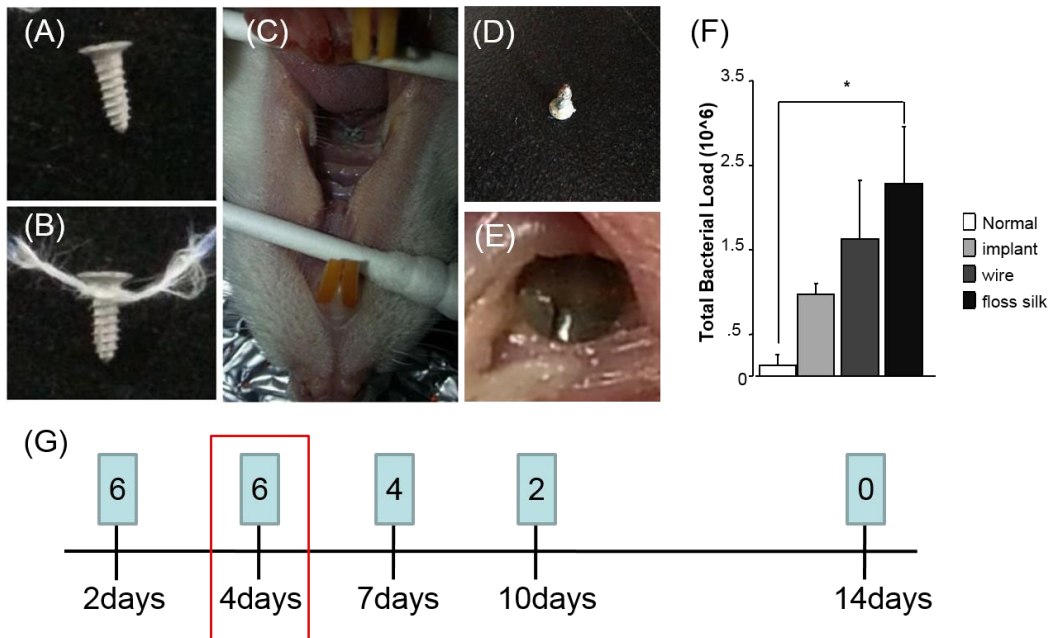 (A)
(B)
(C)
(D)
(E)
(F)
Total Bacterial Load (10^6)
3.5
2.5
1.5
.5
0
*
Normal
implant
wire
floss silk
(G)
6
6
4
2
0
2days
4days
7days
10days
14days